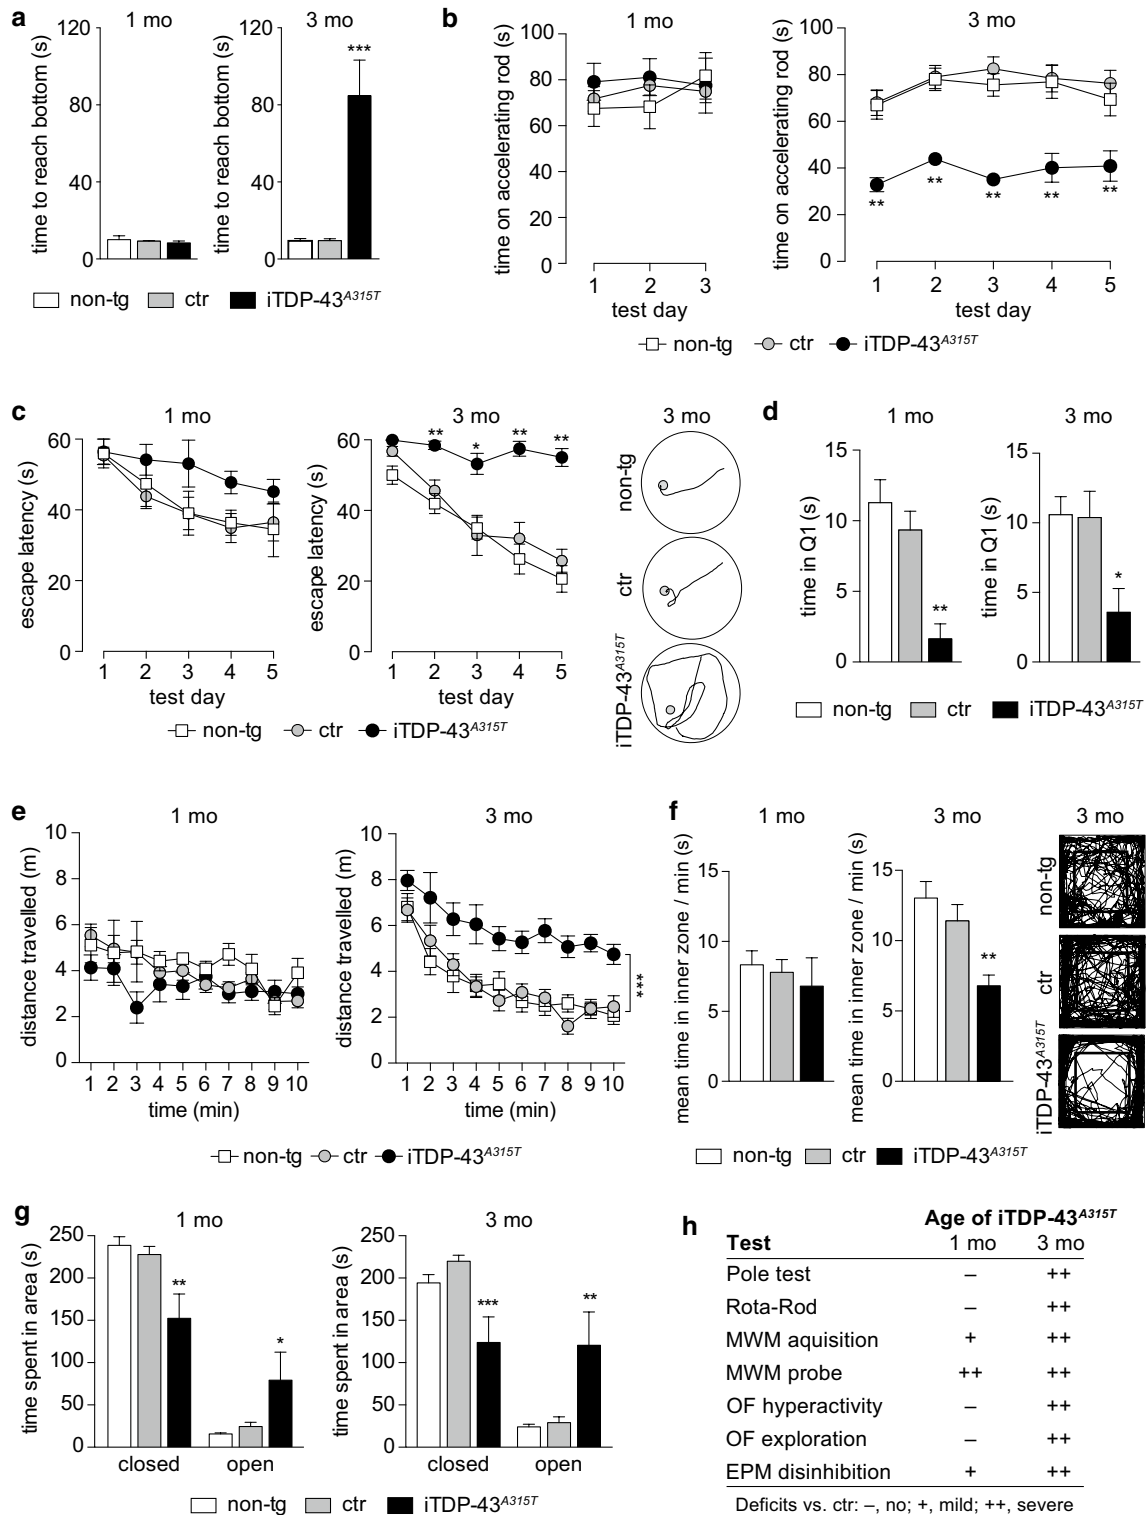 a
1 mo
3 mo
time to reach bottom (s)
120
80
40
0
time to reach bottom (s)
120
80
40
0
***
non-tg
ctr
iTDP-43A315T
b
1 mo
3 mo
time on accelerating rod (s)
100
80
60
40
20
0
1 2 3
test day
time on accelerating rod (s)
100
80
60
40
20
0
** ** ** ** **
1 2 3 4 5
test day
non-tg
ctr
iTDP-43A315T
c
1 mo
3 mo
3 mo
escape latency (s)
60
40
20
0
1 2 3 4 5
test day
escape latency (s)
60
40
20
0
** * ** **
1 2 3 4 5
test day
non-tg
ctr
iTDP-43A315T
non-tg
ctr
iTDP-43A315T
d
1 mo
3 mo
time in Q1 (s)
15
10
5
0
**
time in Q1 (s)
15
10
5
0
*
non-tg
ctr
iTDP-43A315T
e
1 mo
3 mo
distance travelled (m)
10
8
6
4
2
0
1 2 3 4 5 6 7 8 9 10
time (min)
distance travelled (m)
10
8
6
4
2
0
***
1 2 3 4 5 6 7 8 9 10
time (min)
non-tg
ctr
iTDP-43A315T
f
1 mo
3 mo
3 mo
mean time in inner zone / min (s)
15
10
5
0
mean time in inner zone / min (s)
15
10
5
0
**
non-tg
ctr
iTDP-43A315T
non-tg
ctr
iTDP-43A315T
g
1 mo
3 mo
time spent in area (s)
250
200
150
100
50
0
**
*
closed open
time spent in area (s)
250
200
150
100
50
0
***
**
closed open
non-tg
ctr
iTDP-43A315T
h
Age of iTDP-43A315T
Test 1 mo 3 mo
Pole test – ++
Rota-Rod – ++
MWM aquisition + ++
MWM probe ++ ++
OF hyperactivity – ++
OF exploration – ++
EPM disinhibition + ++
Deficits vs. ctr: –, no; +, mild; ++, severe